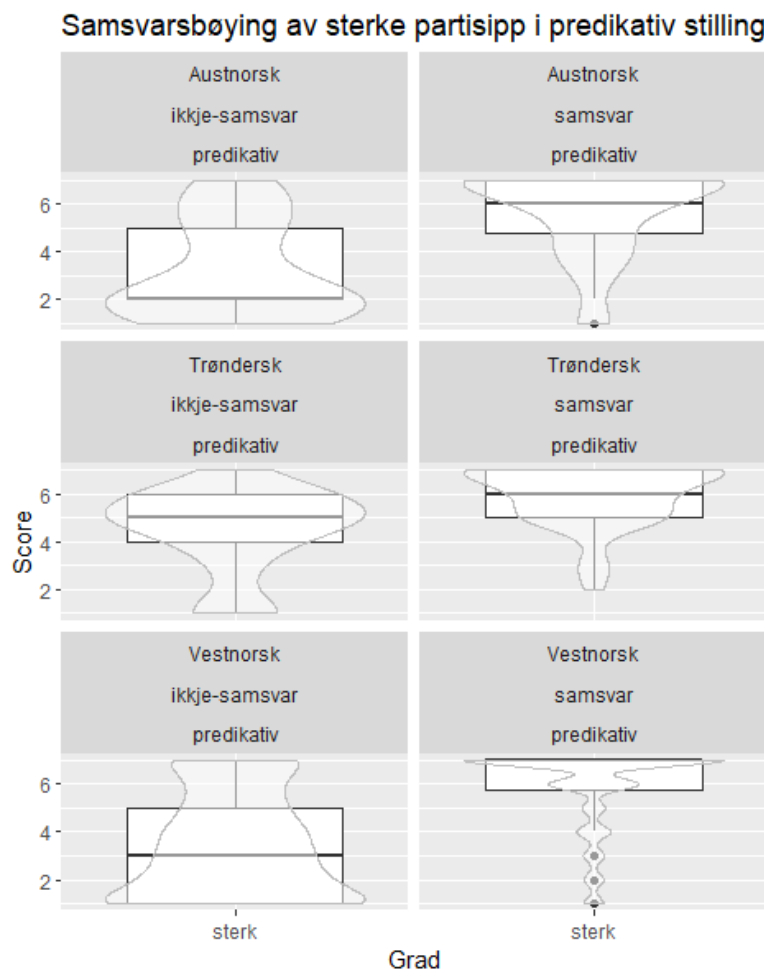 Samsvarsbøying av sterke partisipp i predikativ stilling
Austnorsk
ikkje-samsvar
predikativ
Austnorsk
samsvar
predikativ
6
4
2
Trøndersk
ikkje-samsvar
predikativ
Trøndersk
samsvar
predikativ
6
4
2
Score
Vestnorsk
ikkje-samsvar
predikativ
Vestnorsk
samsvar
predikativ
6
4
2
sterk
sterk
Grad